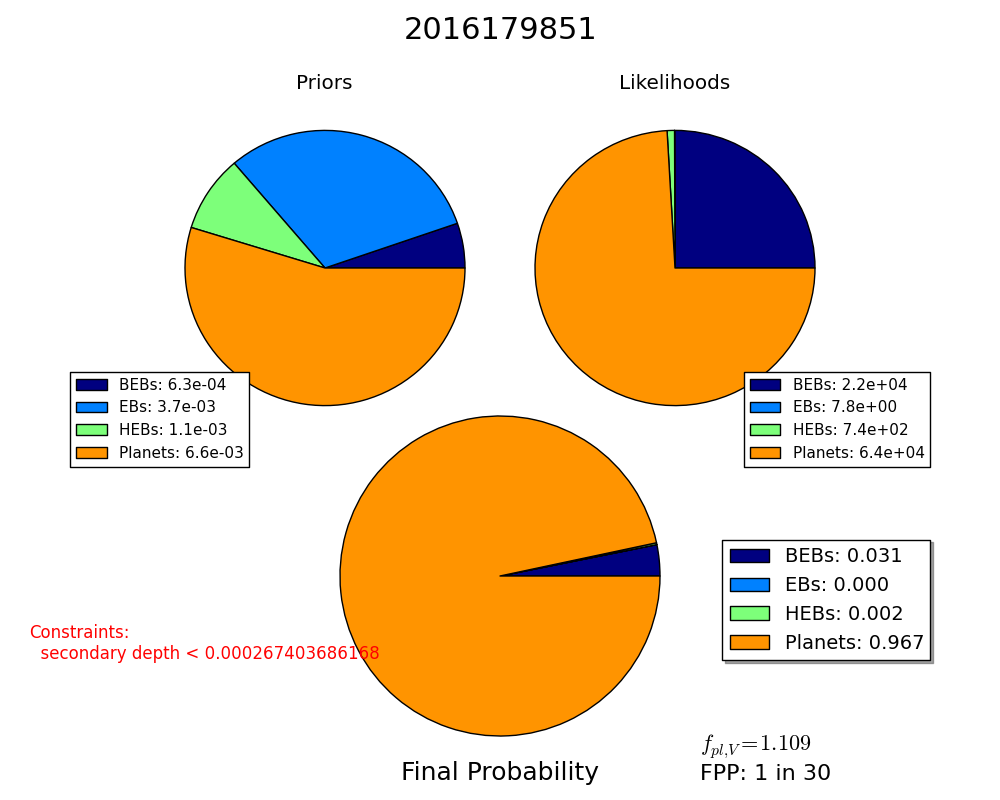 2016179851
Priors
Likelihoods
BEBs: 6.3e-04
EBs: 3.7e-03
HEBs: 1.1e-03
Planets: 6.6e-03
BEBs: 2.2e+04
EBs: 7.8e+00
HEBs: 7.4e+02
Planets: 6.4e+04
BEBs: 0.031
EBs: 0.000
HEBs: 0.002
Planets: 0.967
Constraints:
secondary depth < 0.000267403686168
f_{pl,V} = 1.109
FPP: 1 in 30
Final Probability